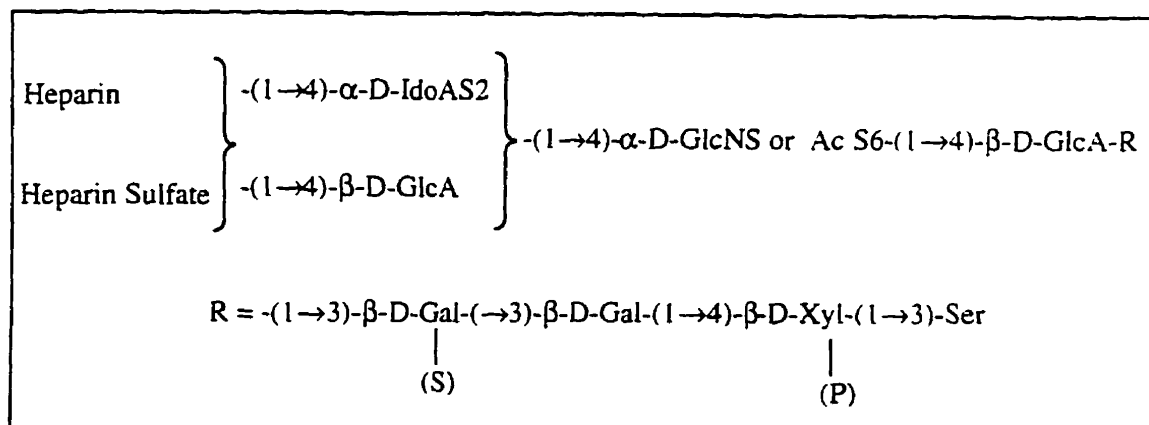 Heparin
Heparin Sulfate
-(1→4)-α-D-IdoAS2
-(1→4)-β-D-GlcA
-(1→4)-α-D-GlcNS or Ac S6-(1→4)-β-D-GlcA-R
R = -(1→3)-β-D-Gal-(→3)-β-D-Gal-(1→4)-β-D-Xyl-(1→3)-Ser
(S)
(P)